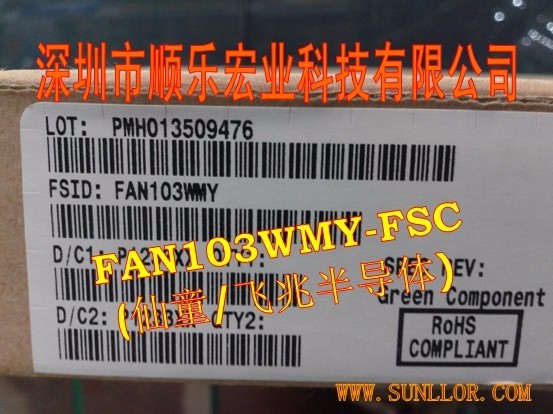 深圳市顺乐宏业科技有限公司
LOT: PMH013509476
FSID: FAN103WMY
FAN103WMY-FSC
D/C1:
REV:
(仙童/飞兆半导体)
Green Component
D/C2: QTY2:
RoHS
COMPLIANT
WWW.SUNLLOR.COM